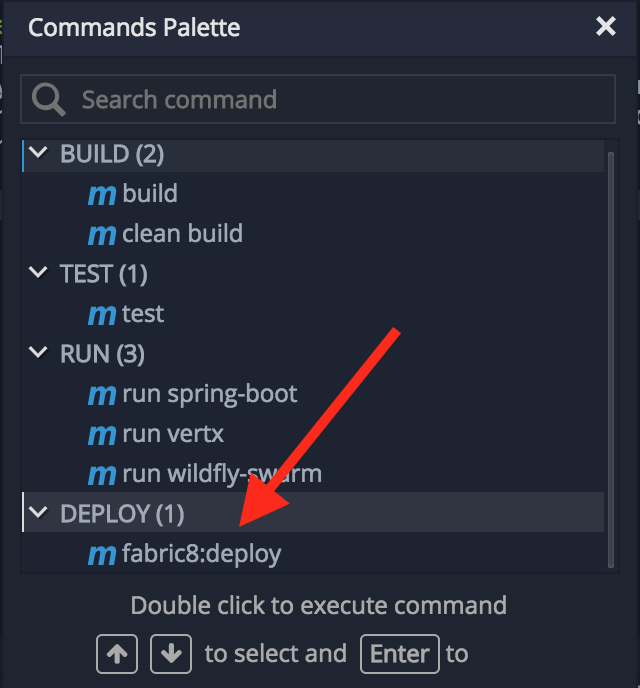 Commands Palette
Search command
BUILD (2)
m build
m clean build
TEST (1)
m test
RUN (3)
m run spring-boot
m run vertx
m run wildfly-swarm
DEPLOY (1)
m fabric8:deploy
Double click to execute command
to select and Enter to